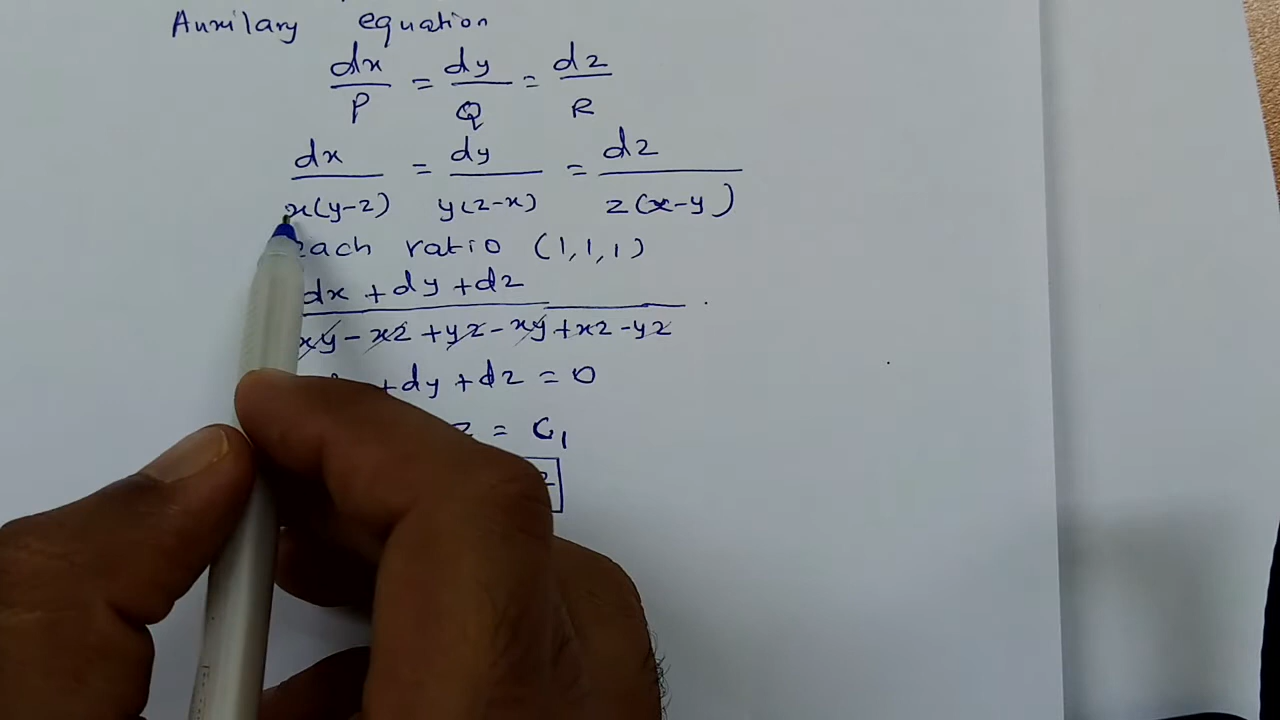 Auxilary equation
dx/P = dy/Q = dz/R
dx/x(y-z) = dy/y(z-x) = dz/z(x-y)
each ratio (1,1,1)
dx + dy + dz / xy - xz + yz - xy + xz - yz
+dy + dz = 0
z = C1